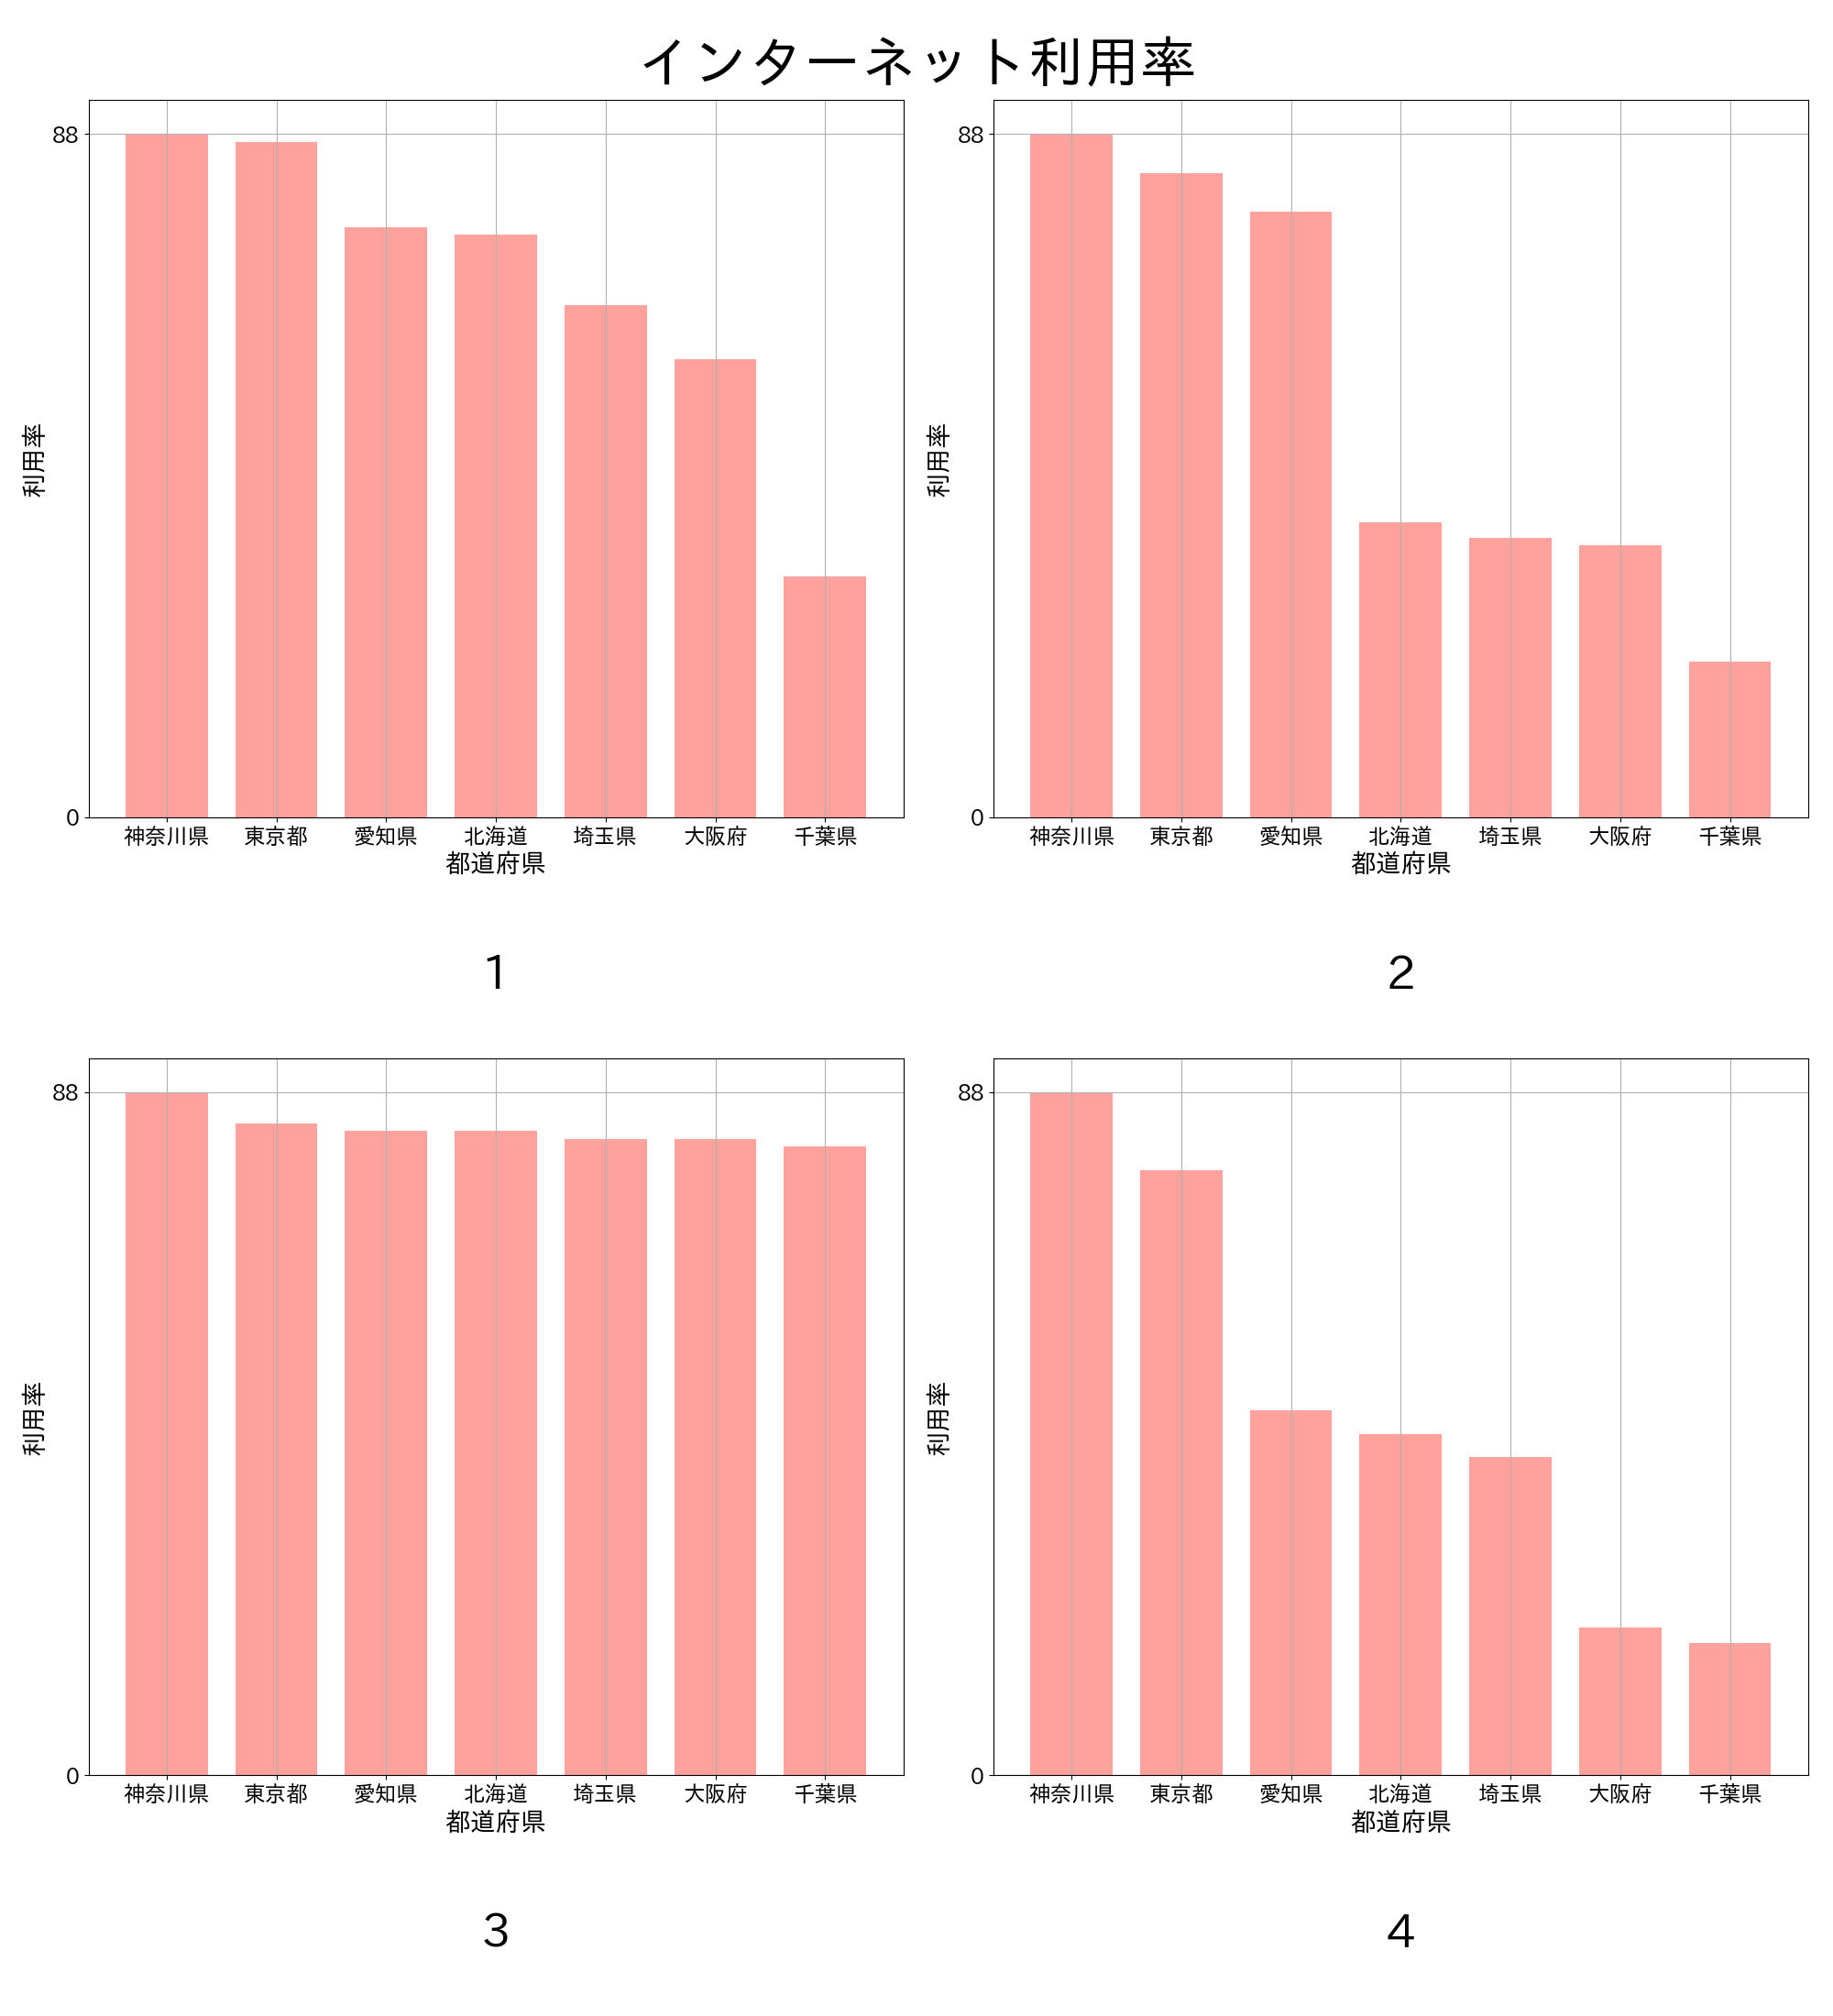 インターネット利用率
88
0
利用率
神奈川県 東京都 愛知県 北海道 埼玉県 大阪府 千葉県
都道府県
1
88
0
利用率
神奈川県 東京都 愛知県 北海道 埼玉県 大阪府 千葉県
都道府県
2
88
0
利用率
神奈川県 東京都 愛知県 北海道 埼玉県 大阪府 千葉県
都道府県
3
88
0
利用率
神奈川県 東京都 愛知県 北海道 埼玉県 大阪府 千葉県
都道府県
4